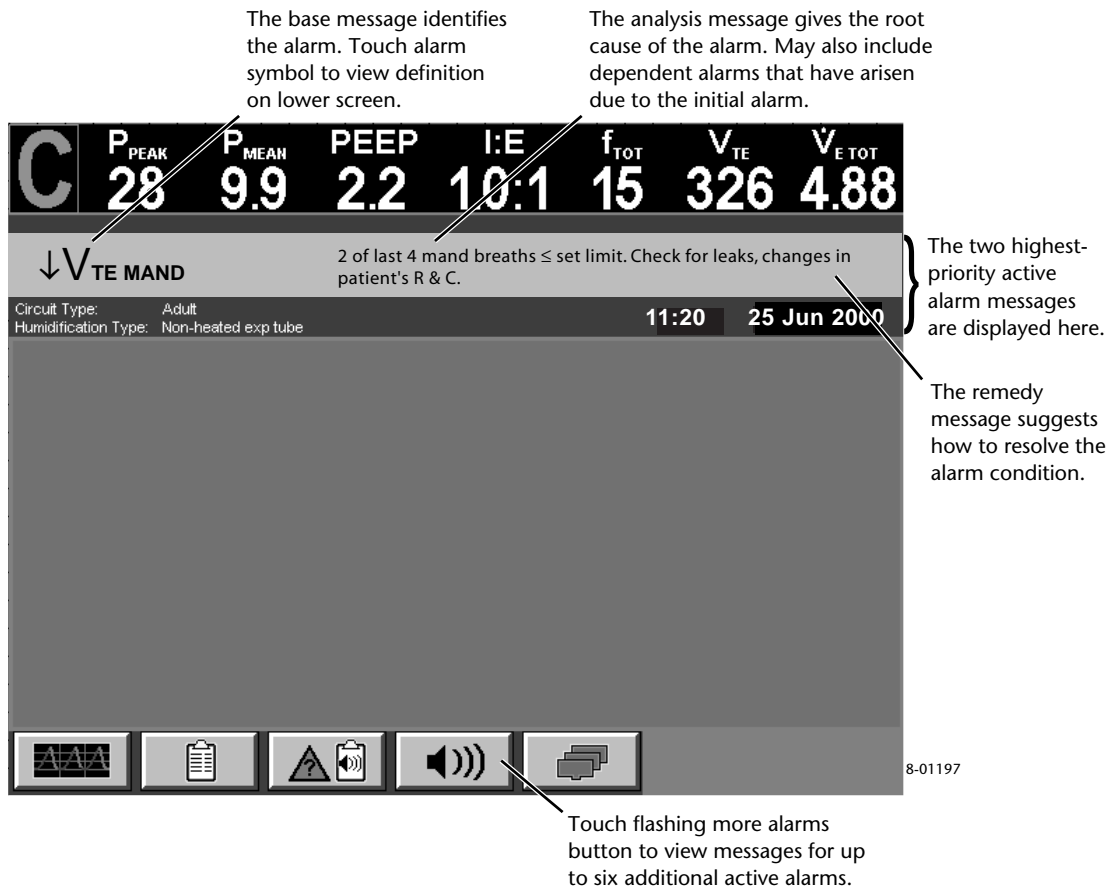 The base message identifies
the alarm. Touch alarm
symbol to view definition
on lower screen.
The analysis message gives the root
cause of the alarm. May also include
dependent alarms that have arisen
due to the initial alarm.
C
PPEAK PMEAN PEEP I:E fTOT VTE V̇E TOT
28 9.9 2.2 1.0:1 15 326 4.88
↓VTE MAND
2 of last 4 mand breaths ≤ set limit. Check for leaks, changes in
patient's R & C.
Circuit Type: Adult
Humidification Type: Non-heated exp tube
11:20 25 Jun 2000
The two highest-
priority active
alarm messages
are displayed here.
The remedy
message suggests
how to resolve the
alarm condition.
?
8-01197
Touch flashing more alarms
button to view messages for up
to six additional active alarms.